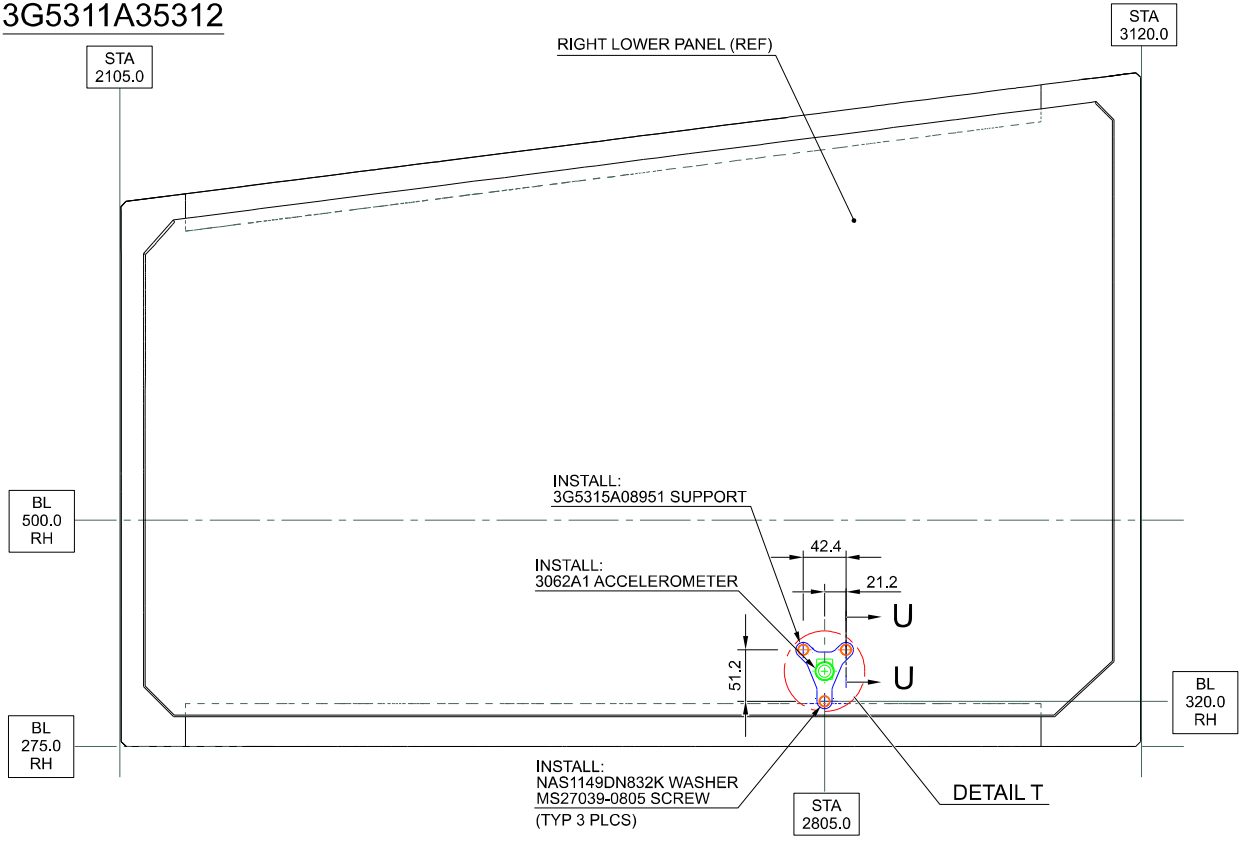 3G5311A35312
STA
3120.0
RIGHT LOWER PANEL (REF)
STA
2105.0
INSTALL:
3G5315A08951 SUPPORT
BL
500.0
RH
42.4
INSTALL:
3062A1 ACCELEROMETER
21.2
U
51.2
U
BL
320.0
RH
BL
275.0
RH
INSTALL:
NAS1149DN832K WASHER
MS27039-0805 SCREW
(TYP 3 PLCS)
DETAIL T
STA
2805.0